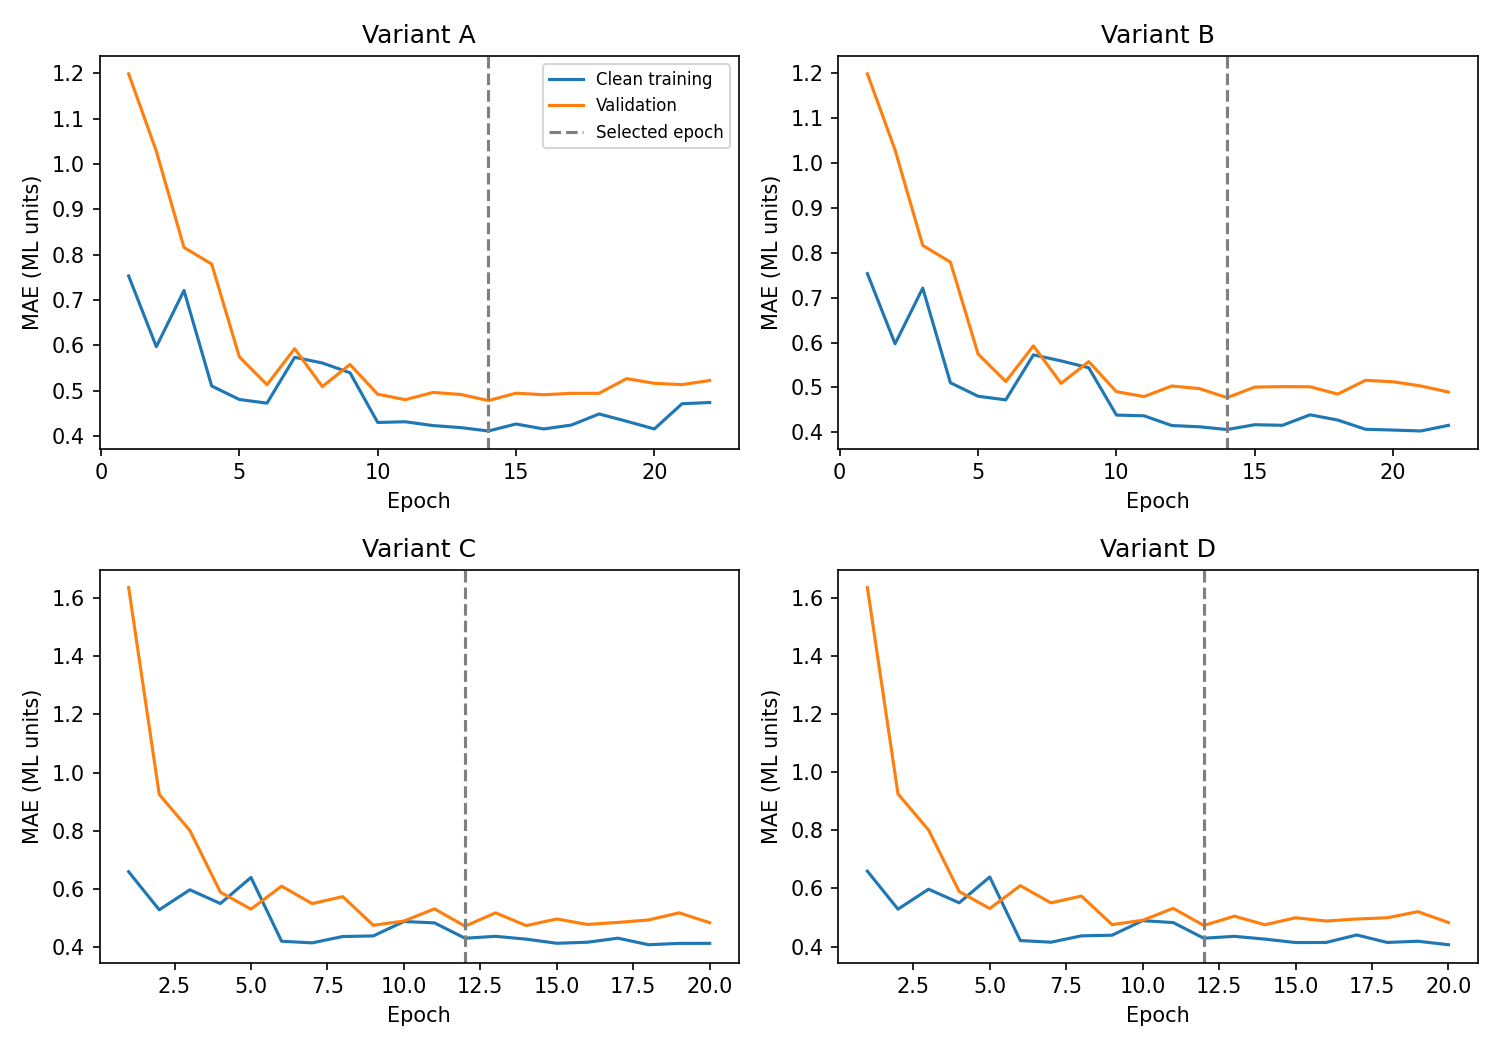 Variant A
MAE (ML units)
1.2
1.1
1.0
0.9
0.8
0.7
0.6
0.5
0.4
Clean training
Validation
Selected epoch
0 5 10 15 20
Epoch
Variant B
MAE (ML units)
1.2
1.1
1.0
0.9
0.8
0.7
0.6
0.5
0.4
0 5 10 15 20
Epoch
Variant C
MAE (ML units)
1.6
1.4
1.2
1.0
0.8
0.6
0.4
2.5 5.0 7.5 10.0 12.5 15.0 17.5 20.0
Epoch
Variant D
MAE (ML units)
1.6
1.4
1.2
1.0
0.8
0.6
0.4
2.5 5.0 7.5 10.0 12.5 15.0 17.5 20.0
Epoch